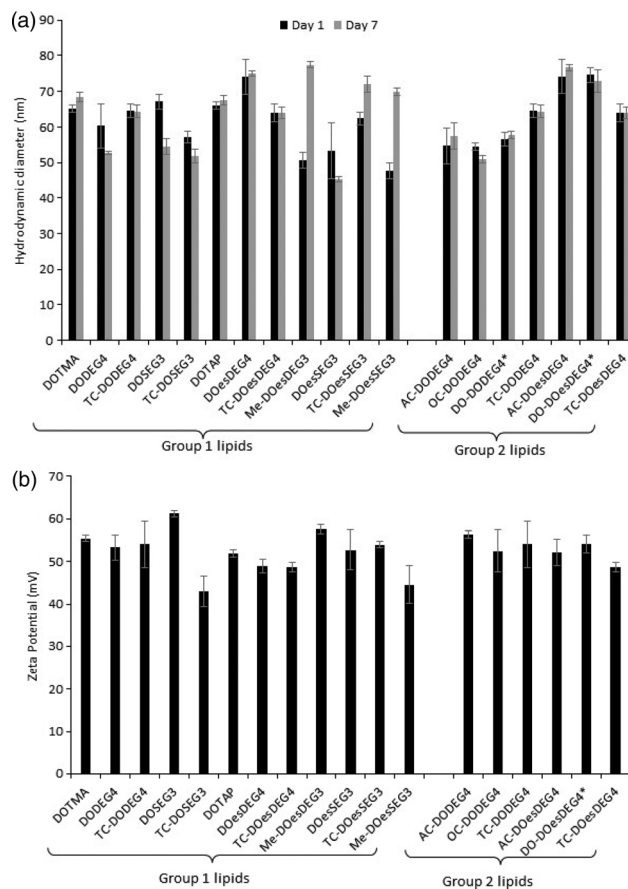 (a)
90
80
70
60
50
40
30
20
10
0
Hydrodynamic diameter (nm)
Day 1 Day 7
DOTMA
DODEG4
TC-DODEG4
DOSEG3
TC-DOSEG3
DOTAP
DOesDEG4
TC-DOesDEG4
Me-DOesDEG3
DOesSEG3
TC-DOesSEG3
Me-DOesSEG3
AC-DODEG4
OC-DODEG4
DO-DODEG4*
TC-DODEG4
AC-DOesDEG4
DO-DOesDEG4*
TC-DOesDEG4
Group 1 lipids
Group 2 lipids
(b)
70
60
50
40
30
20
10
0
Zeta Potential (mV)
DOTMA
DODEG4
TC-DODEG4
DOSEG3
TC-DOSEG3
DOTAP
DOesDEG4
TC-DOesDEG4
Me-DOesDEG3
DOesSEG3
TC-DOesSEG3
Me-DOesSEG3
AC-DODEG4
OC-DODEG4
TC-DODEG4
AC-DOesDEG4
DO-DOesDEG4*
TC-DOesDEG4
Group 1 lipids
Group 2 lipids